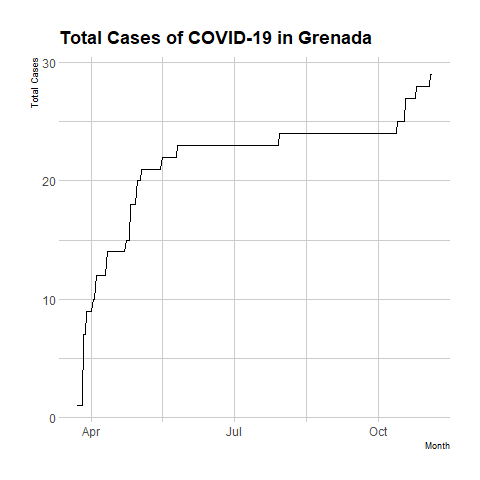 Total Cases of COVID-19 in Grenada
Total Cases
30
20
10
0
Apr
Jul
Oct
Month